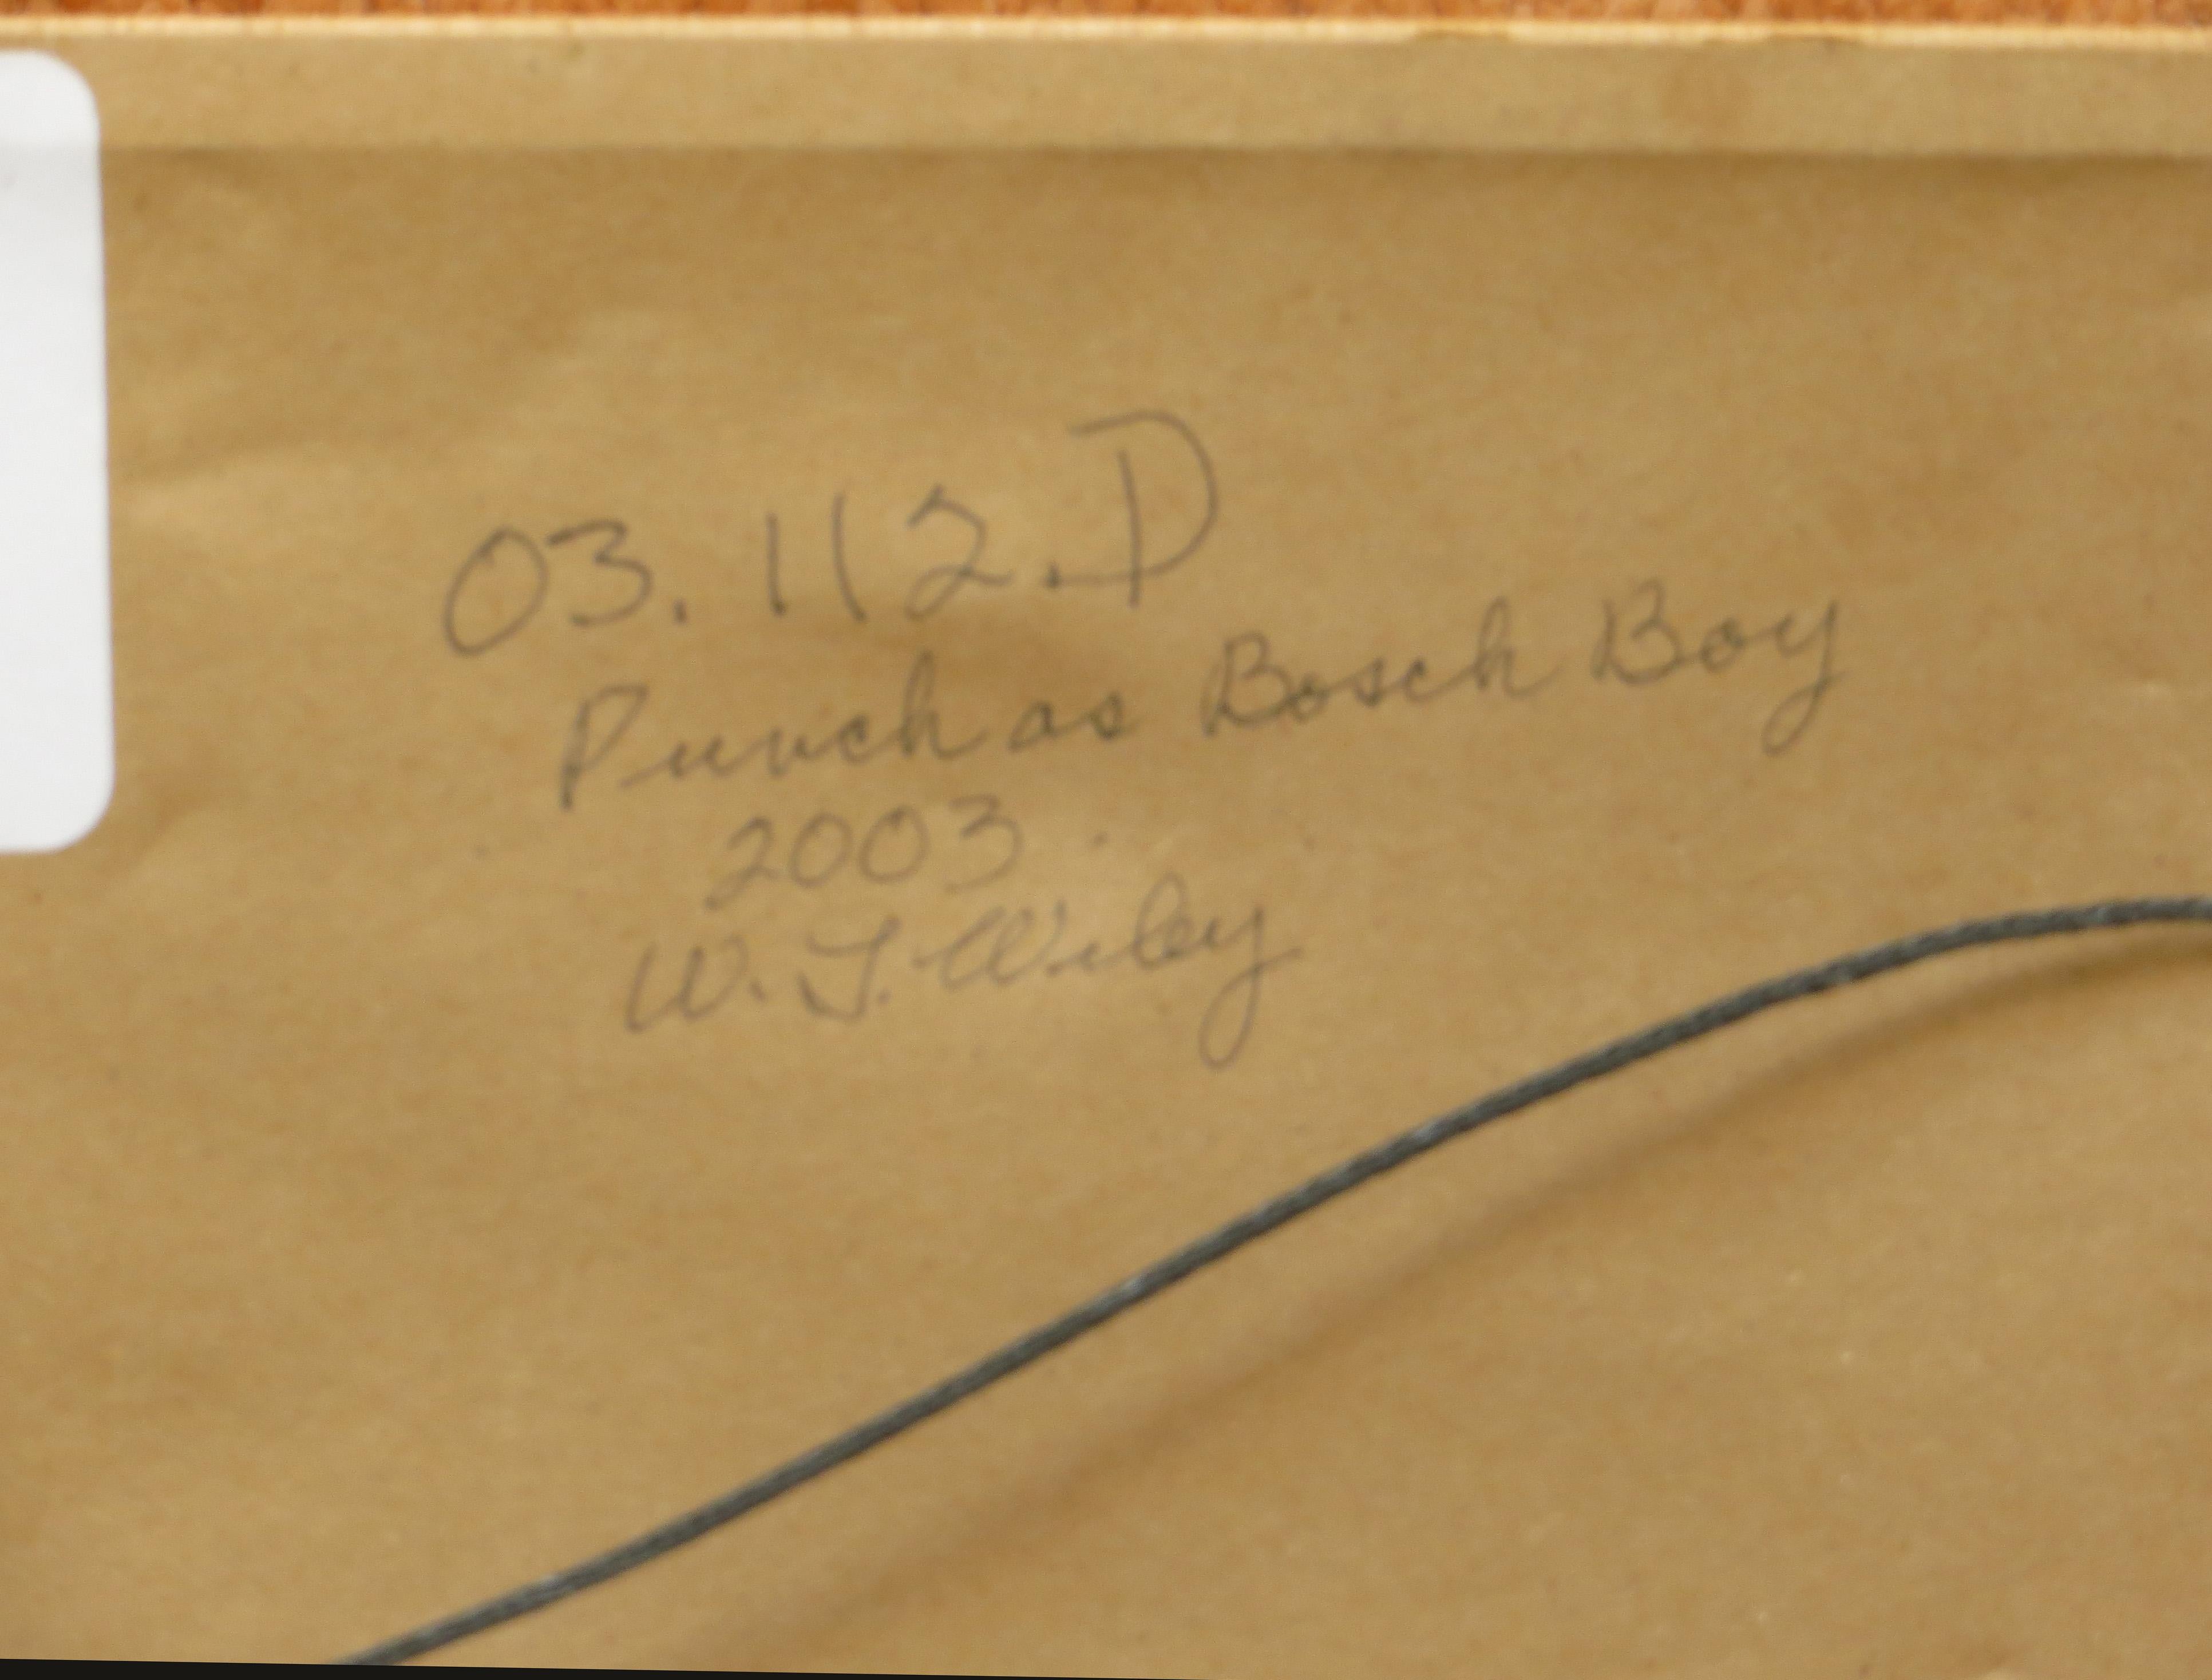 03.112.D
Punch as Bosch Boy
2003
W. T. Wiley